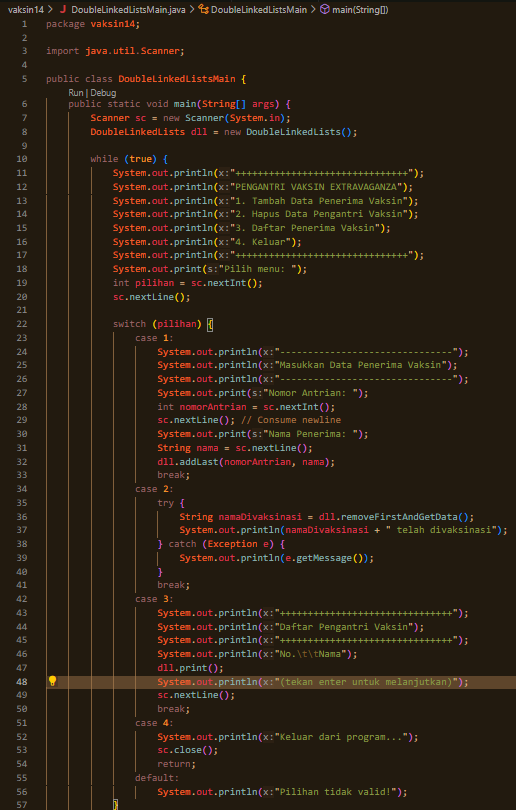 vaksin14 > J DoubleLinkedListsMain.java > DoubleLinkedListsMain > main(String[])
1 package vaksin14;
2
3 import java.util.Scanner;
4
5 public class DoubleLinkedListsMain {
Run | Debug
6 public static void main(String[] args) {
7 Scanner sc = new Scanner(System.in);
8 DoubleLinkedLists dll = new DoubleLinkedLists();
9
10 while (true) {
11 System.out.println(x:"+++++++++++++++++++++++++++++++");
12 System.out.println(x:"PENGANTRI VAKSIN EXTRAVAGANZA");
13 System.out.println(x:"1. Tambah Data Penerima Vaksin");
14 System.out.println(x:"2. Hapus Data Pengantri Vaksin");
15 System.out.println(x:"3. Daftar Penerima Vaksin");
16 System.out.println(x:"4. Keluar");
17 System.out.println(x:"+++++++++++++++++++++++++++++++");
18 System.out.print(s:"Pilih menu: ");
19 int pilihan = sc.nextInt();
20 sc.nextLine();
21
22 switch (pilihan) {
23 case 1:
24 System.out.println(x:"-------------------------------");
25 System.out.println(x:"Masukkan Data Penerima Vaksin");
26 System.out.println(x:"-------------------------------");
27 System.out.print(s:"Nomor Antrian: ");
28 int nomorAntrian = sc.nextInt();
29 sc.nextLine(); // Consume newline
30 System.out.print(s:"Nama Penerima: ");
31 String nama = sc.nextLine();
32 dll.addLast(nomorAntrian, nama);
33 break;
34 case 2:
35 try {
36 String namaDivaksinasi = dll.removeFirstAndGetData();
37 System.out.println(namaDivaksinasi + " telah divaksinasi");
38 } catch (Exception e) {
39 System.out.println(e.getMessage());
40 }
41 break;
42 case 3:
43 System.out.println(x:"+++++++++++++++++++++++++++++++");
44 System.out.println(x:"Daftar Pengantri Vaksin");
45 System.out.println(x:"+++++++++++++++++++++++++++++++");
46 System.out.println(x:"No.\t\tNama");
47 dll.print();
48 System.out.println(x:"(tekan enter untuk melanjutkan)");
49 sc.nextLine();
50 break;
51 case 4:
52 System.out.println(x:"Keluar dari program...");
53 sc.close();
54 return;
55 default:
56 System.out.println(x:"Pilihan tidak valid!");
57 }